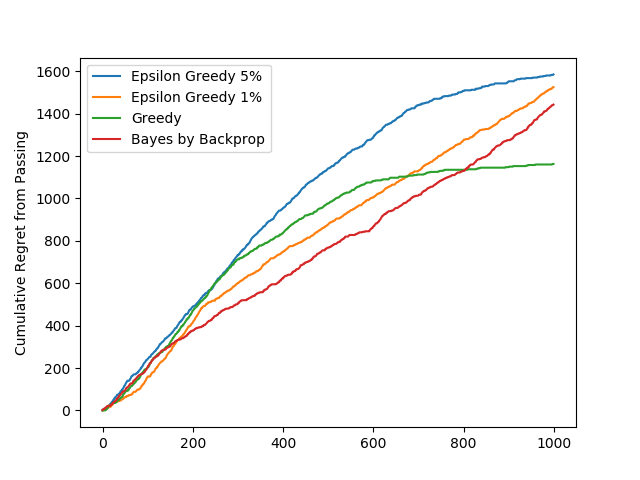 1600
1400
1200
1000
800
600
400
200
0
Cumulative Regret from Passing
Epsilon Greedy 5%
Epsilon Greedy 1%
Greedy
Bayes by Backprop
0 200 400 600 800 1000